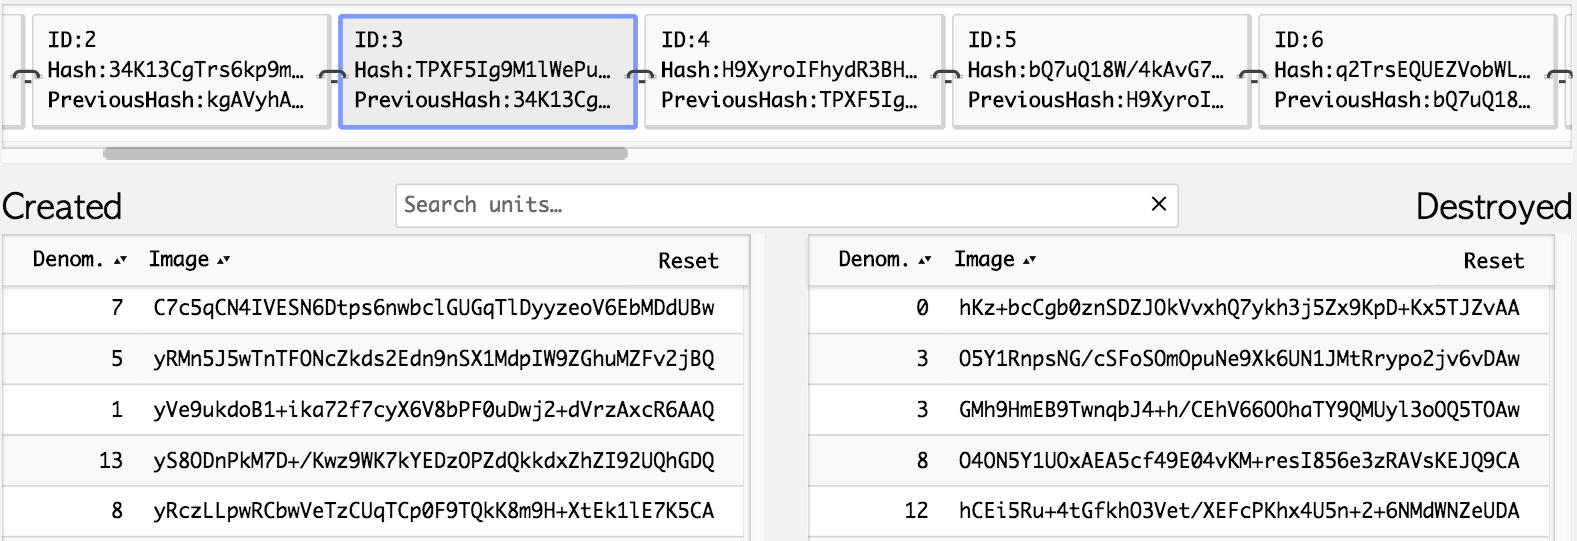 ID:2
Hash:34K13CgTrs6kp9m…
PreviousHash:kgAVyhA…
ID:3
Hash:TPXF5Ig9M1lWePu…
PreviousHash:34K13Cg…
ID:4
Hash:H9XyroIFhydR3BH…
PreviousHash:TPXF5Ig…
ID:5
Hash:bQ7uQ18W/4kAvG7…
PreviousHash:H9XyroI…
ID:6
Hash:q2TrsEQUEZVobWL…
PreviousHash:bQ7uQ18…
Created
Search units…
Destroyed
Denom. Image Reset
7 C7c5qCN4IVESN6Dtps6nwbclGUGqTlDyyzeoV6EbMDdUBw
5 yRMn5J5wTnTFONcZkds2Edn9nSX1MdpIW9ZGhuMZFv2jBQ
1 yVe9ukdoB1+ika72f7cyX6V8bPF0uDwj2+dVrzAxcR6AAQ
13 yS8ODnPkM7D+/Kwz9WK7kYEDzOPZdQkkdxZhZI92UQhGDQ
8 yRczLLpwRCbwVeTzCUqTCp0F9TQkK8m9H+XtEk1lE7K5CA
Denom. Image Reset
0 hKz+bcCgb0znSDZJOkVvxhQ7ykh3j5Zx9KpD+Kx5TJZvAA
3 O5Y1RnpsNG/cSFoSOmOpuNe9Xk6UN1JMtRrypo2jv6vDAw
3 GMh9HmEB9TwnqbJ4+h/CEhV66OOhaTY9QMUyl3oOQ5TOAw
8 O4ON5Y1UOxAEA5cf49E04vKM+resI856e3zRAVsKEJQ9CA
12 hCEi5Ru+4tGfkhO3Vet/XEFcPKhx4U5n+2+6NMdWNZeUDA